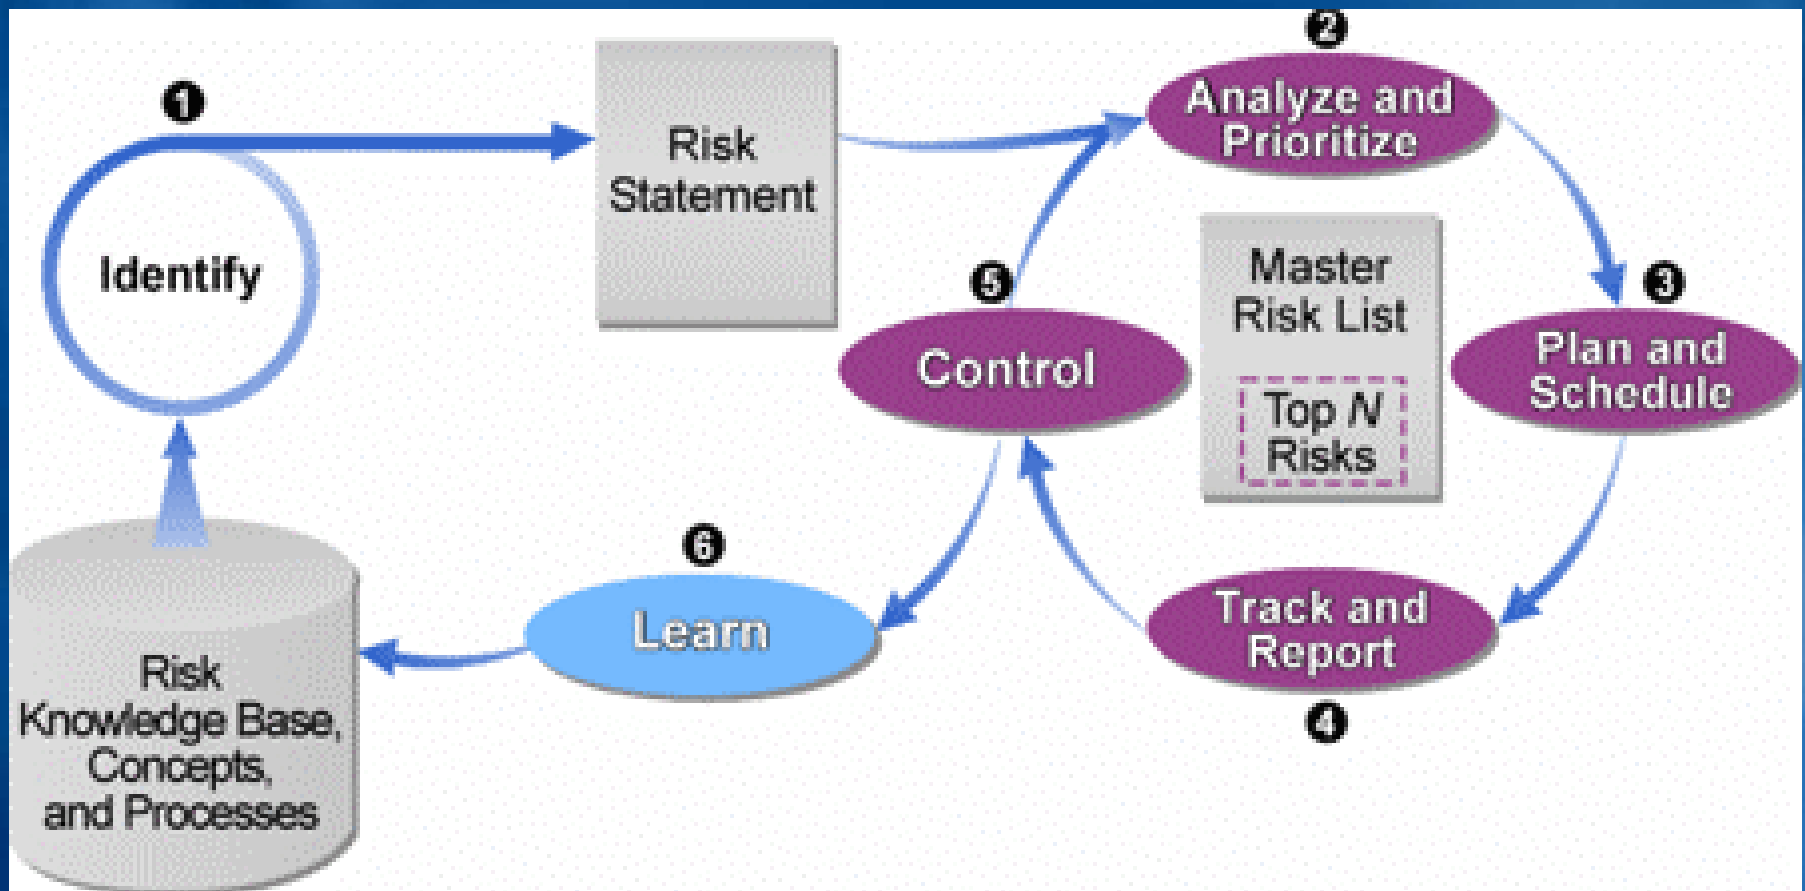 1
Identify
Risk
Statement
2
Analyze and
Prioritize
3
Plan and
Schedule
Master
Risk List
Top N
Risks
4
Track and
Report
5
Control
6
Learn
Risk
Knowledge Base,
Concepts,
and Processes